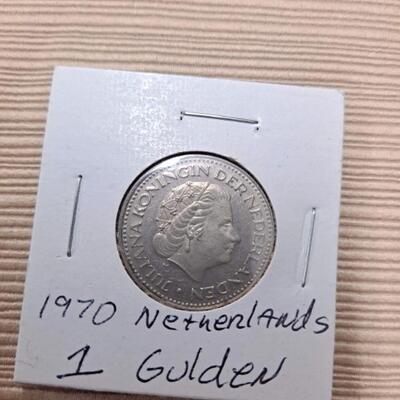 JULIANA KONINGIN DER NEDERLANDEN
1970 Netherlands
1 Gulden